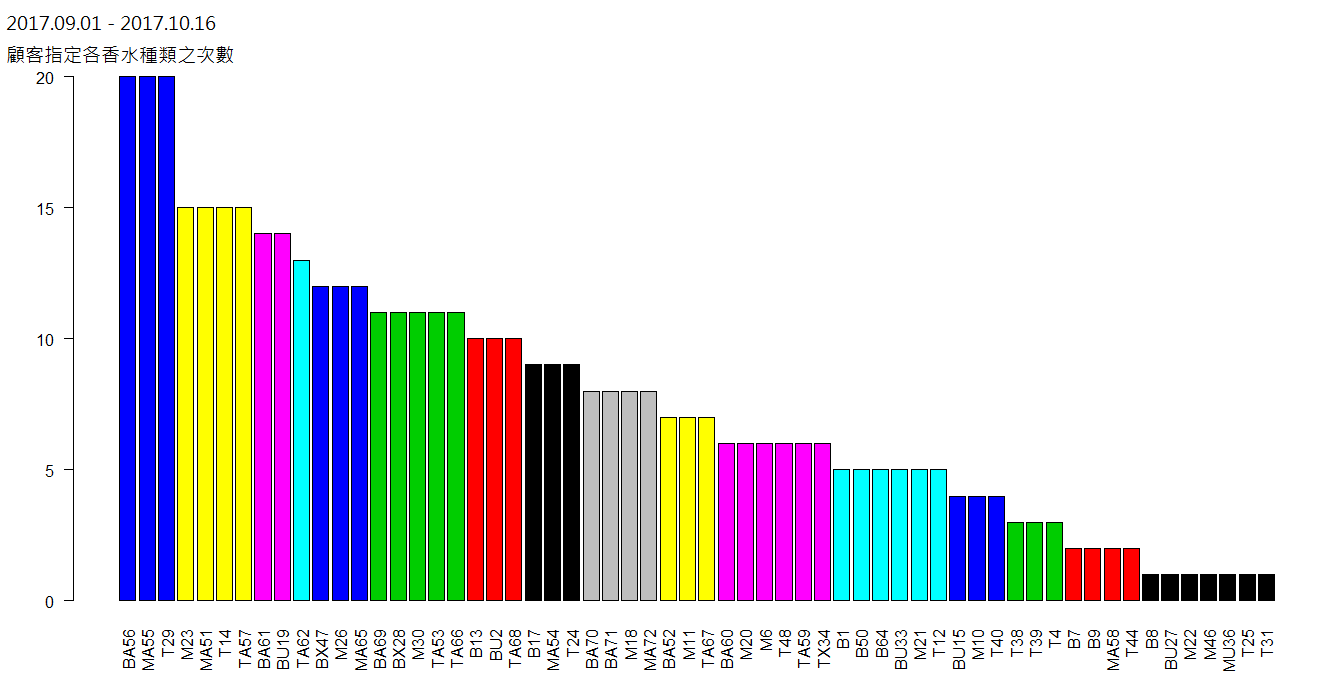 2017.09.01 - 2017.10.16
顧客指定各香水種類之次數
20
15
10
5
0
BA56
MA55
T29
M23
MA51
T14
TA57
BA61
BU19
TA62
BX47
M26
MA65
BA69
BX28
M30
TA53
TA66
B13
BU2
TA68
B17
MA54
T24
BA70
BA71
M18
MA72
BA52
M11
TA67
BA60
M20
M6
T48
TA59
TX34
B1
B50
B64
BU33
M21
T12
BU15
M10
T40
T38
T39
T4
B7
B9
MA58
T44
B8
BU27
M22
M46
MU36
T25
T31